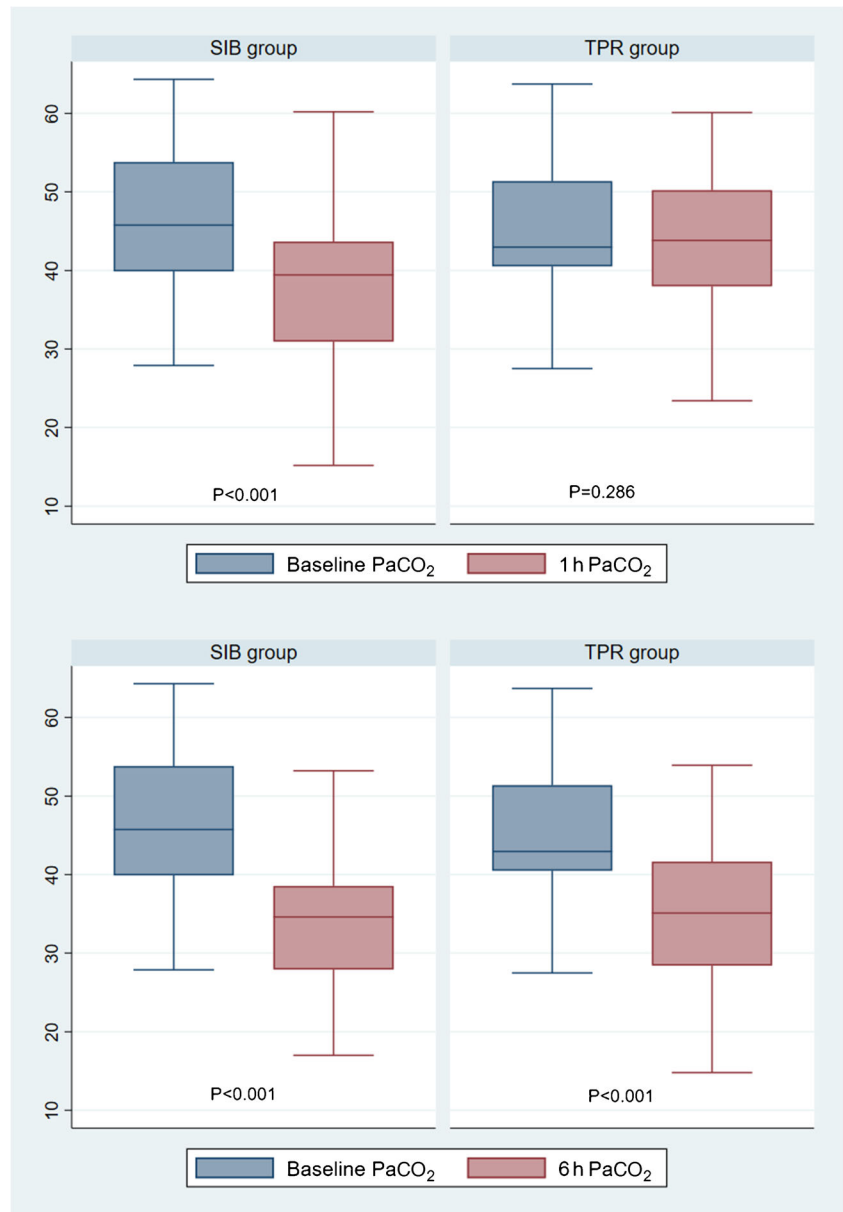 SIB group
TPR group
60
50
40
30
20
10
P<0.001
P=0.286
Baseline PaCO₂
1 h PaCO₂
SIB group
TPR group
60
50
40
30
20
10
P<0.001
P<0.001
Baseline PaCO₂
6 h PaCO₂